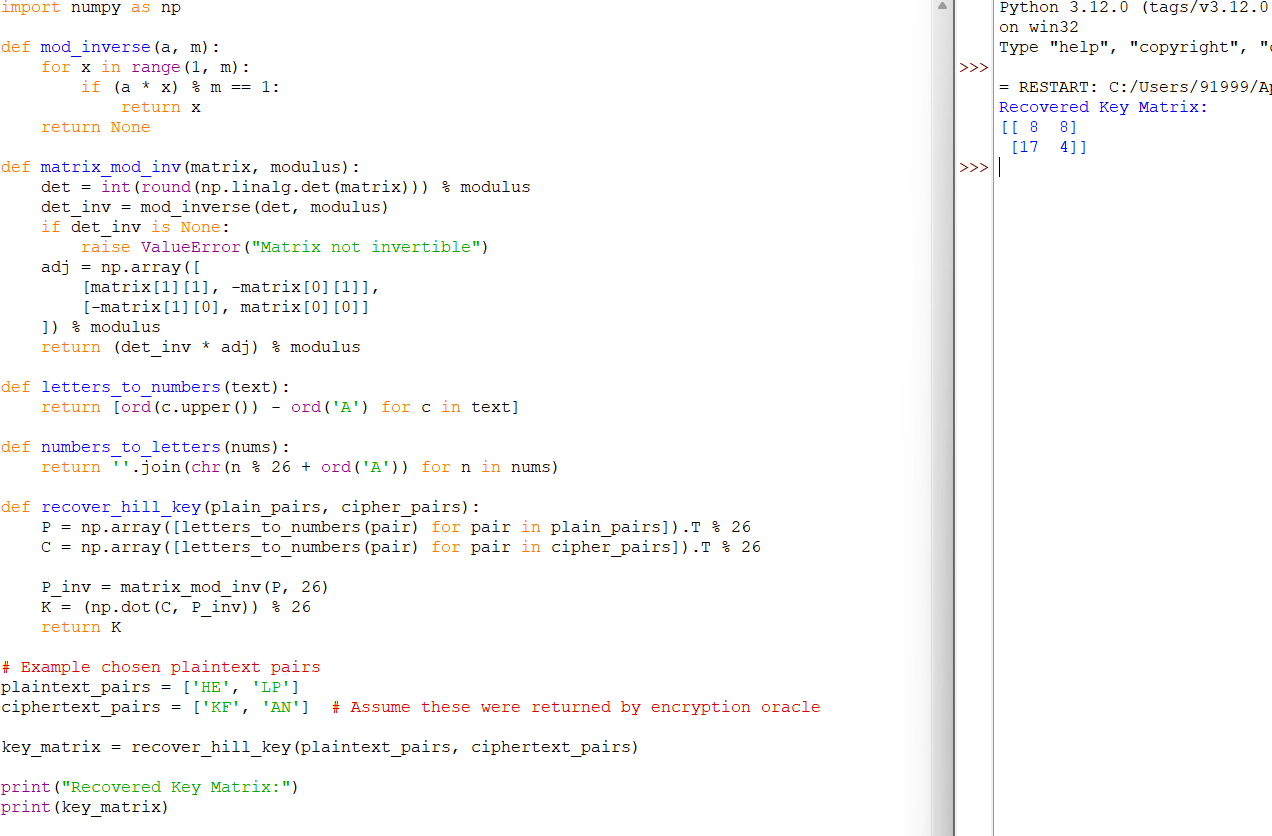 import numpy as np
def mod_inverse(a, m):
    for x in range(1, m):
        if (a * x) % m == 1:
            return x
    return None
def matrix_mod_inv(matrix, modulus):
    det = int(round(np.linalg.det(matrix))) % modulus
    det_inv = mod_inverse(det, modulus)
    if det_inv is None:
        raise ValueError("Matrix not invertible")
    adj = np.array([
        [matrix[1][1], -matrix[0][1]],
        [-matrix[1][0], matrix[0][0]]
    ]) % modulus
    return (det_inv * adj) % modulus
def letters_to_numbers(text):
    return [ord(c.upper()) - ord('A') for c in text]
def numbers_to_letters(nums):
    return ''.join(chr(n % 26 + ord('A')) for n in nums)
def recover_hill_key(plain_pairs, cipher_pairs):
    P = np.array([letters_to_numbers(pair) for pair in plain_pairs]).T % 26
    C = np.array([letters_to_numbers(pair) for pair in cipher_pairs]).T % 26
    P_inv = matrix_mod_inv(P, 26)
    K = (np.dot(C, P_inv)) % 26
    return K
# Example chosen plaintext pairs
plaintext_pairs = ['HE', 'LP']
ciphertext_pairs = ['KF', 'AN']  # Assume these were returned by encryption oracle
key_matrix = recover_hill_key(plaintext_pairs, ciphertext_pairs)
print("Recovered Key Matrix:")
print(key_matrix)
Python 3.12.0 (tags/v3.12.0
on win32
Type "help", "copyright", "
>>>
= RESTART: C:/Users/91999/Ap
Recovered Key Matrix:
[[ 8  8]
 [17  4]]
>>>